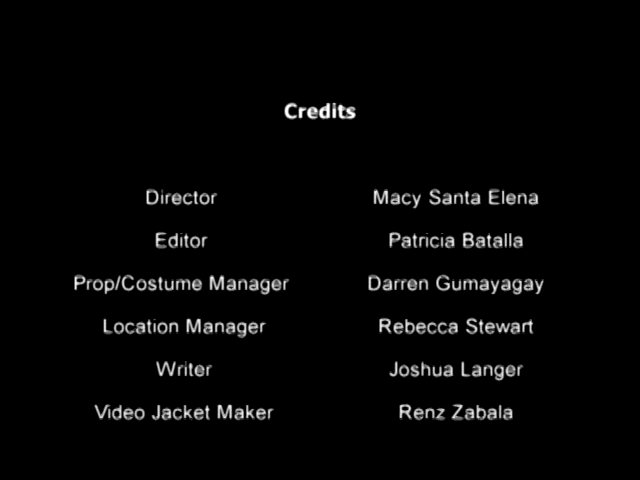 Credits
Director Macy Santa Elena
Editor Patricia Batalla
Prop/Costume Manager Darren Gumayagay
Location Manager Rebecca Stewart
Writer Joshua Langer
Video Jacket Maker Renz Zabala